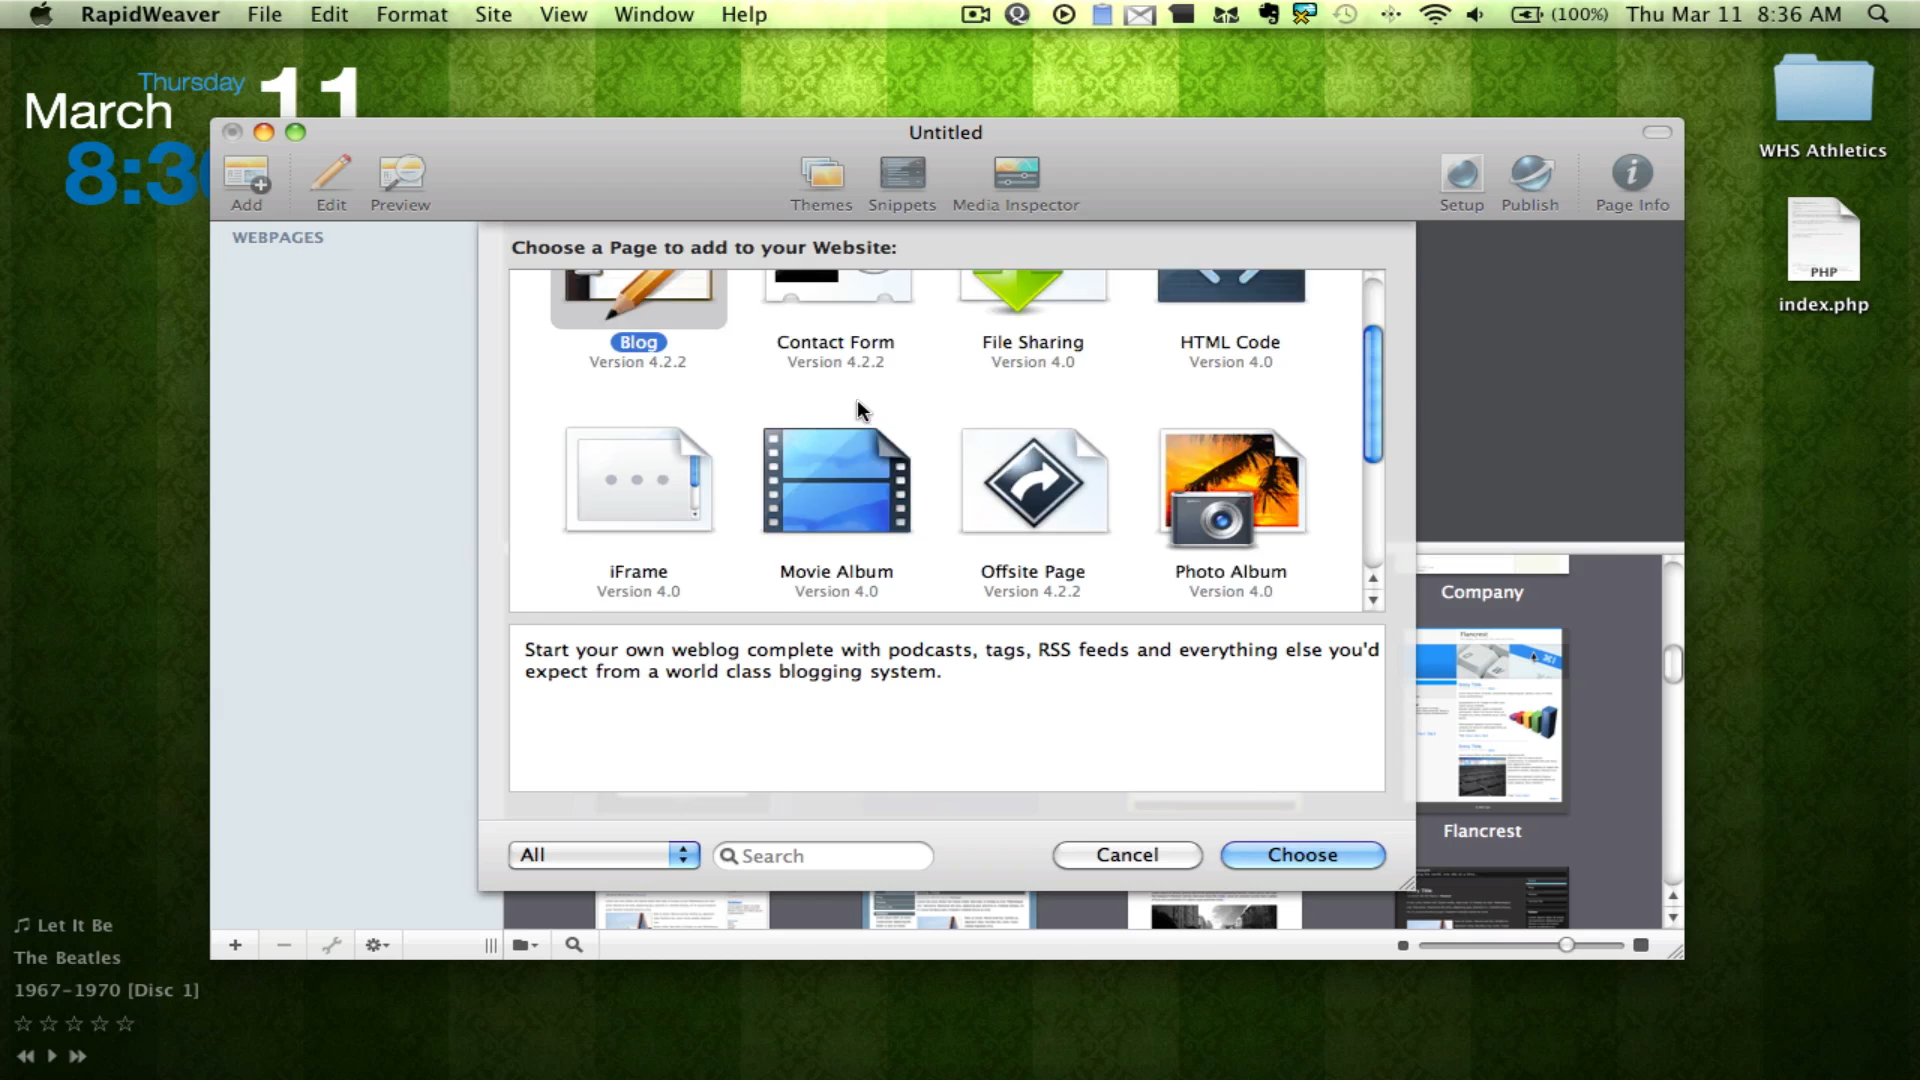 RapidWeaver File Edit Format Site View Window Help (100%) Thu Mar 11 8:36 AM
Thursday
March 11
8:3
WHS Athletics
PHP
index.php
Untitled
Add Edit Preview Themes Snippets Media Inspector Setup Publish Page Info
WEBPAGES
Choose a Page to add to your Website:
Blog Contact Form File Sharing HTML Code
Version 4.2.2 Version 4.2.2 Version 4.0 Version 4.0
iFrame Movie Album Offsite Page Photo Album
Version 4.0 Version 4.0 Version 4.2.2 Version 4.0
Start your own weblog complete with podcasts, tags, RSS feeds and everything else you'd
expect from a world class blogging system.
All Search Cancel Choose
Company
Flancrest
Flancrest
Let It Be
The Beatles
1967-1970 [Disc 1]